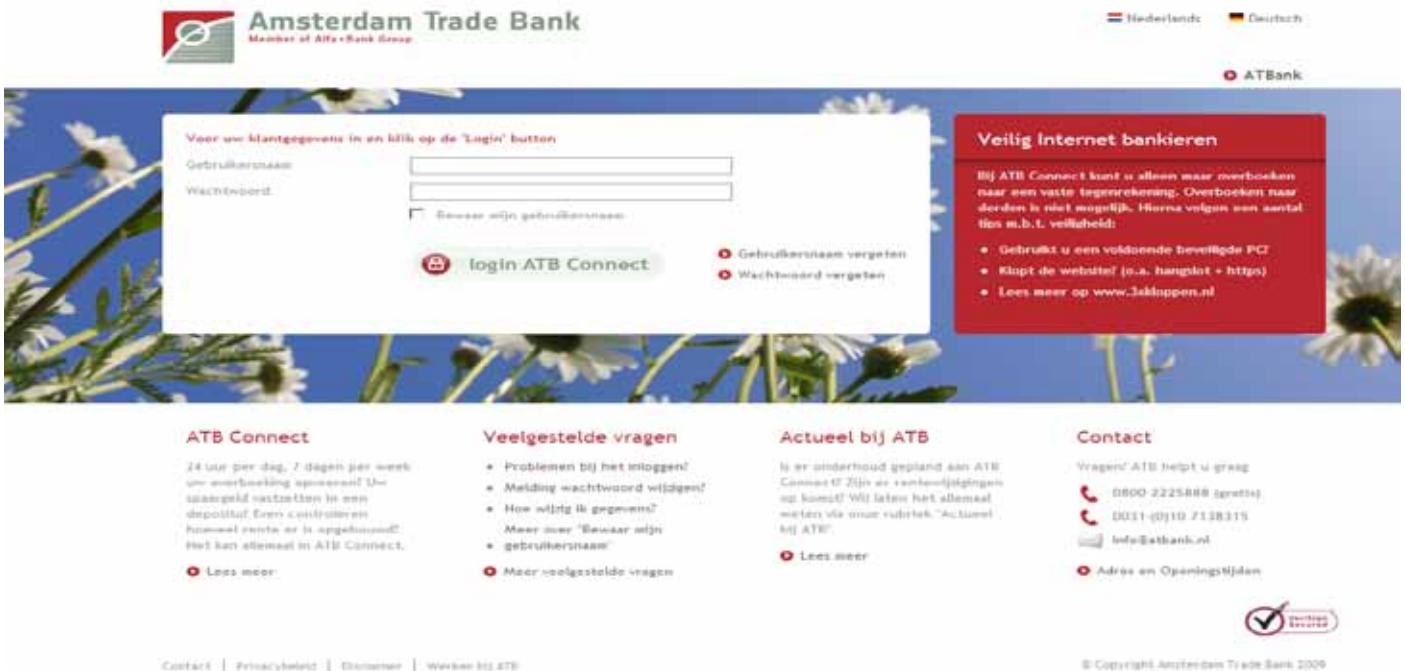 Amsterdam Trade Bank
Member of Alfa•Bank Group
Nederlands
Deutsch
ATBank
Voer uw klantgegevens in en klik op de 'Login' button
Gebruikersnaam
Wachtwoord
Bewaar mijn gebruikersnaam
login ATB Connect
Gebruikersnaam vergeten
Wachtwoord vergeten
Veilig Internet bankieren
Bij ATB Connect kunt u alleen maar overboeken
naar een vaste tegenrekening. Overboeken naar
derden is niet mogelijk. Hierna volgen een aantal
tips m.b.t. veiligheid:
• Gebruikt u een voldoende beveiligde PC?
• Klopt de website? (o.a. hangslot + https)
• Lees meer op www.3xkloppen.nl
ATB Connect
24 uur per dag, 7 dagen per week
uw overboeking opvoeren? Uw
spaargeld vastzetten in een
deposito? Even controleren
hoeveel rente er is opgebouwd?
Het kan allemaal in ATB Connect.
Lees meer
Veelgestelde vragen
• Problemen bij het inloggen?
• Melding wachtwoord wijzigen?
• Hoe wijzig ik gegevens?
Meer over "Bewaar mijn
• gebruikersnaam"
Meer veelgestelde vragen
Actueel bij ATB
Is er onderhoud gepland aan ATB
Connect? Zijn er rentewijzigingen
op komst? Wij laten het allemaal
weten via onze rubriek "Actueel
bij ATB".
Lees meer
Contact
Vragen? ATB helpt u graag
0800-2225888 (gratis)
0031-(0)10-7138315
info@atbank.nl
Adres en Openingstijden
VeriSign
Secured
Contact | Privacybeleid | Disclaimer | Werken bij ATB
© Copyright Amsterdam Trade Bank 2009